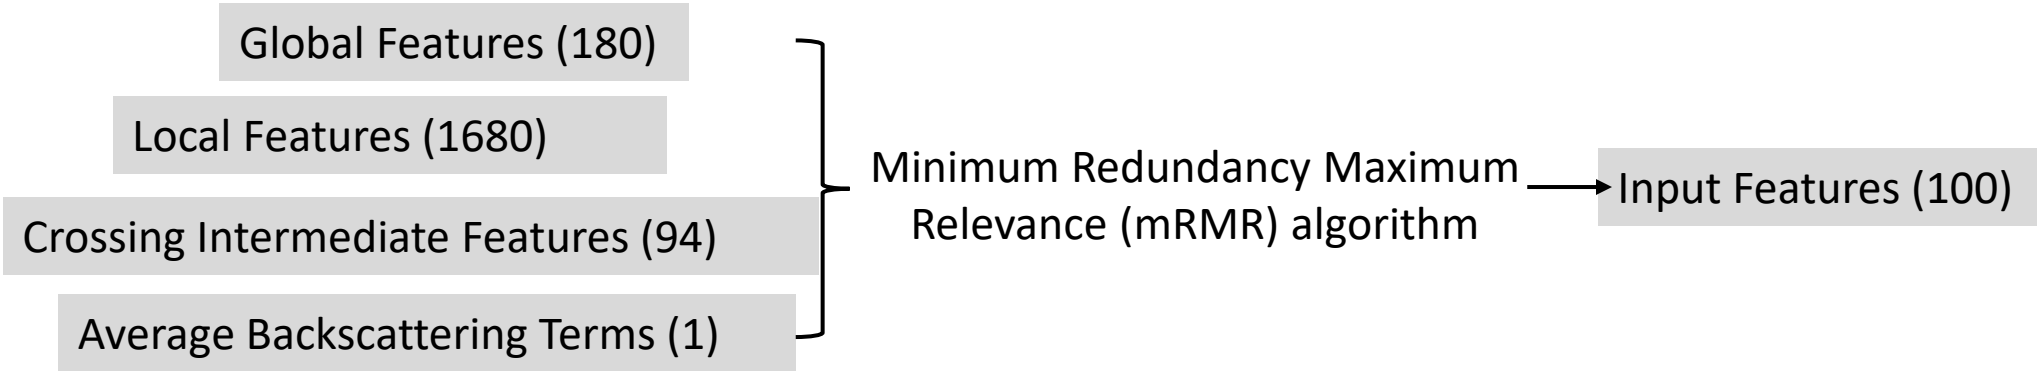 Global Features (180)
Local Features (1680)
Crossing Intermediate Features (94)
Average Backscattering Terms (1)
Minimum Redundancy Maximum
Relevance (mRMR) algorithm
Input Features (100)